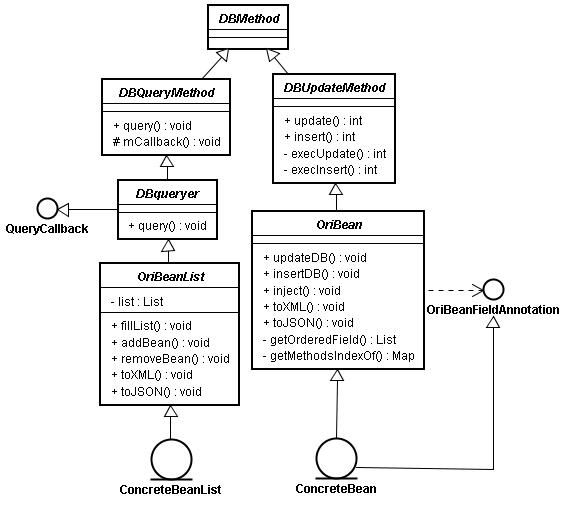 DBMethod
DBQueryMethod
+ query() : void
# mCallback() : void
DBUpdateMethod
+ update() : int
+ insert() : int
- execUpdate() : int
- execInsert() : int
DBqueryer
+ query() : void
QueryCallback
OriBean
+ updateDB() : void
+ insertDB() : void
+ inject() : void
+ toXML() : void
+ toJSON() : void
- getOrderedField() : List
- getMethodsIndexOf() : Map
OriBeanFieldAnnotation
OriBeanList
- list : List
+ fillList() : void
+ addBean() : void
+ removeBean() : void
+ toXML() : void
+ toJSON() : void
ConcreteBeanList
ConcreteBean